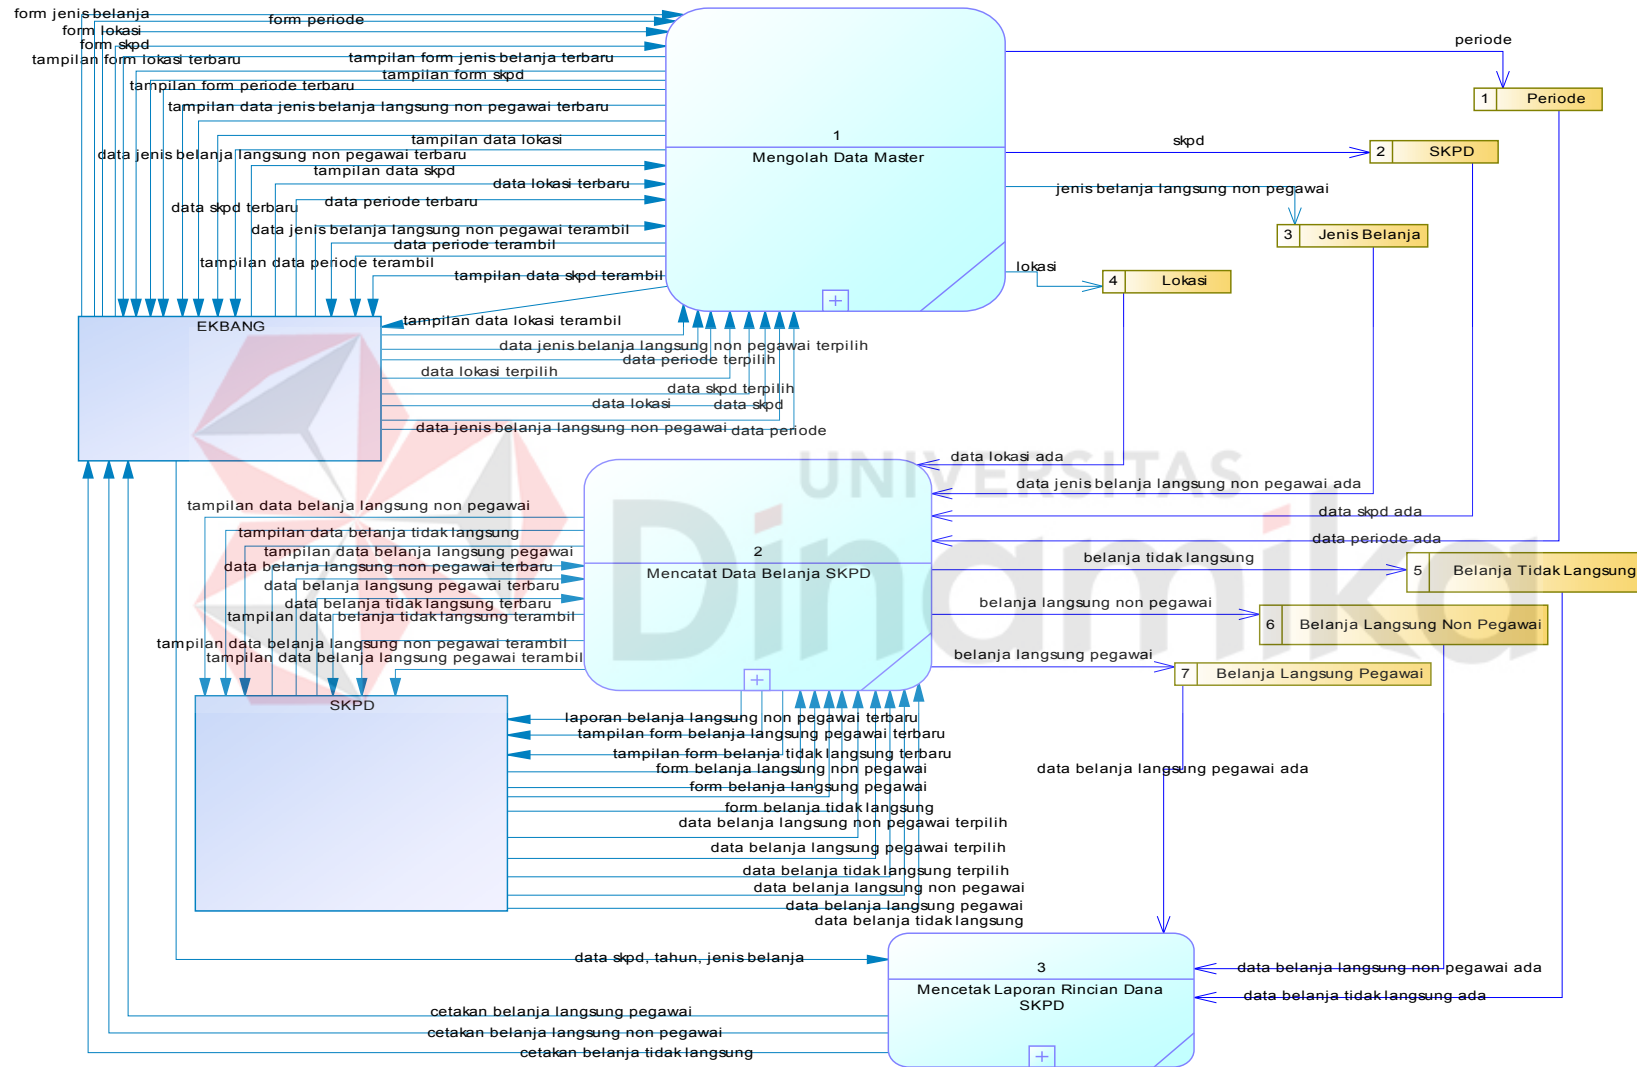 form jenis belanja
form periode
form lokasi
form skpd
tampilan form lokasi terbaru
tampilan form jenis belanja terbaru
tampilan form skpd
tampilan form periode terbaru
tampilan data jenis belanja langsung non pegawai terbaru
tampilan data lokasi
data jenis belanja langsung non pegawai terbaru
tampilan data skpd
data lokasi terbaru
data periode terbaru
data skpd terbaru
data jenis belanja langsung non pegawai terambil
data periode terambil
tampilan data periode terambil
tampilan data skpd terambil
1
Mengolah Data Master
periode
1 Periode
skpd
2 SKPD
jenis belanja langsung non pegawai
3 Jenis Belanja
lokasi
4 Lokasi
EKBANG
tampilan data lokasi terambil
data jenis belanja langsung non pegawai terpilih
data periode terpilih
data lokasi terpilih
data skpd terpilih
data lokasi
data skpd
data jenis belanja langsung non pegawai
data periode
UNIVERSITAS
Dinamika
data lokasi ada
data jenis belanja langsung non pegawai ada
data skpd ada
data periode ada
tampilan data belanja langsung non pegawai
tampilan data belanja tidak langsung
tampilan data belanja langsung pegawai
data belanja langsung non pegawai terbaru
data belanja langsung pegawai terbaru
data belanja tidak langsung terbaru
tampilan data belanja tidak langsung terambil
tampilan data belanja langsung non pegawai terambil
tampilan data belanja langsung pegawai terambil
2
Mencatat Data Belanja SKPD
belanja tidak langsung
5 Belanja Tidak Langsung
belanja langsung non pegawai
6 Belanja Langsung Non Pegawai
belanja langsung pegawai
7 Belanja Langsung Pegawai
SKPD
laporan belanja langsung non pegawai terbaru
tampilan form belanja langsung pegawai terbaru
tampilan form belanja tidak langsung terbaru
form belanja langsung non pegawai
form belanja langsung pegawai
form belanja tidak langsung
data belanja langsung non pegawai terpilih
data belanja langsung pegawai terpilih
data belanja tidak langsung terpilih
data belanja langsung non pegawai
data belanja langsung pegawai
data belanja tidak langsung
data belanja langsung pegawai ada
data skpd, tahun, jenis belanja
3
Mencetak Laporan Rincian Dana
SKPD
data belanja langsung non pegawai ada
data belanja tidak langsung ada
cetakan belanja langsung pegawai
cetakan belanja langsung non pegawai
cetakan belanja tidak langsung